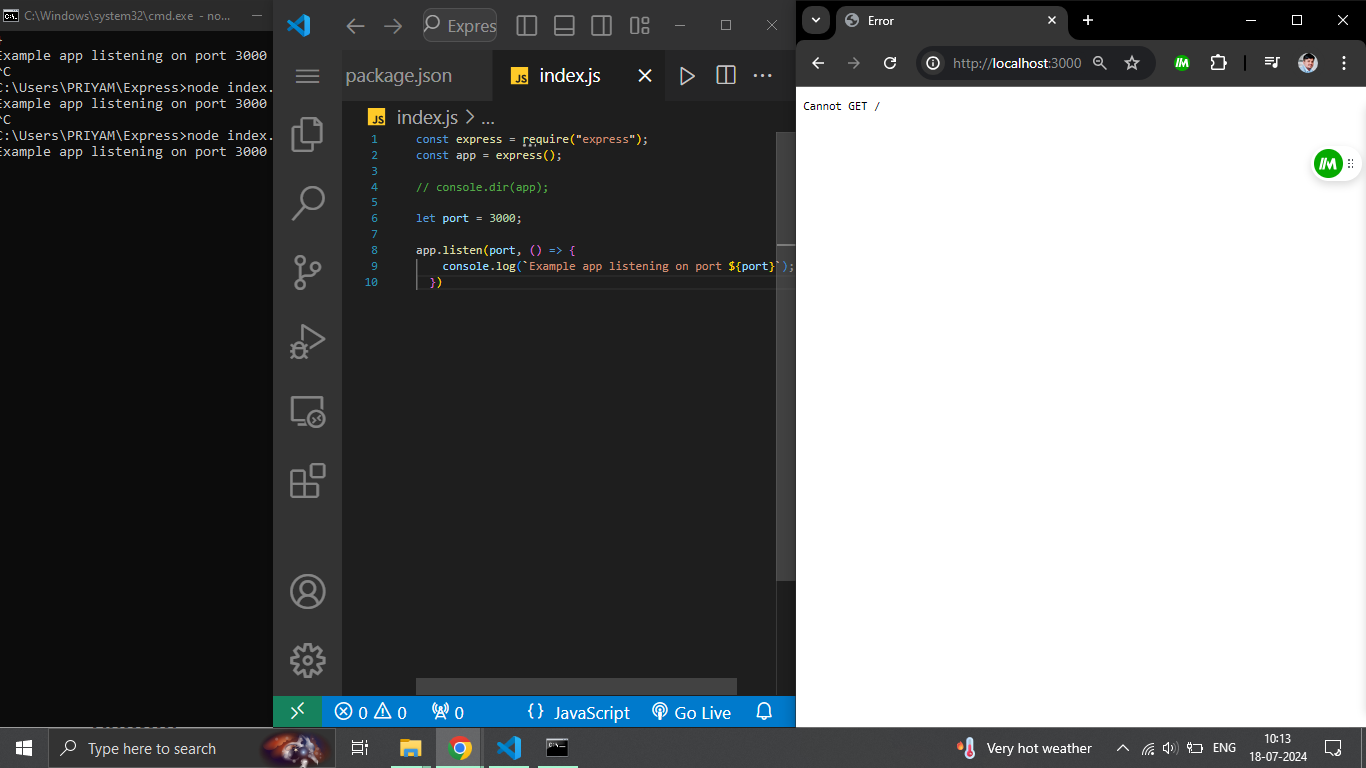 C:\Windows\system32\cmd.exe - no...
Example app listening on port 3000
^C
C:\Users\PRIYAM\Express>node index.
Example app listening on port 3000
^C
C:\Users\PRIYAM\Express>node index.
Example app listening on port 3000
Expres
package.json
JS index.js
JS index.js > ...
1 const express = require("express");
2 const app = express();
3
4 // console.dir(app);
5
6 let port = 3000;
7
8 app.listen(port, () => {
9 console.log(`Example app listening on port ${port}`);
10 })
0 0 0 {} JavaScript Go Live
Error
http://localhost:3000
Cannot GET /
Type here to search
Very hot weather
ENG
10:13
18-07-2024